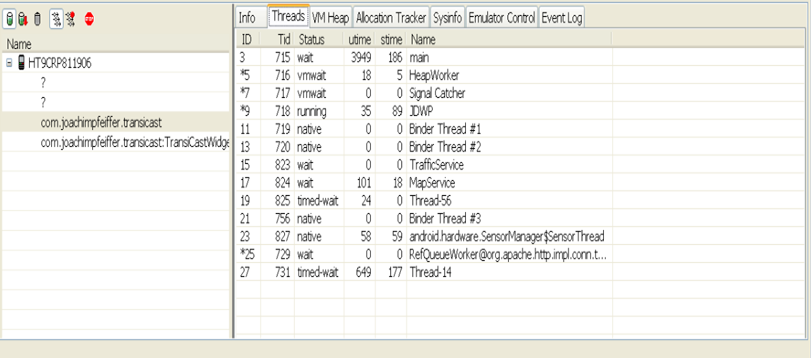 Info Threads VM Heap Allocation Tracker Sysinfo Emulator Control Event Log
Name
HT9CRP811906
?
?
com.joachimpfeiffer.transicast
com.joachimpfeiffer.transicast:TransiCastWidge
ID Tid Status utime stime Name
3 715 wait 3949 186 main
*5 716 vmwait 18 5 HeapWorker
*7 717 vmwait 0 0 Signal Catcher
*9 718 running 35 89 JDWP
11 719 native 0 0 Binder Thread #1
13 720 native 0 0 Binder Thread #2
15 823 wait 0 0 TrafficService
17 824 wait 101 18 MapService
19 825 timed-wait 24 0 Thread-56
21 756 native 0 0 Binder Thread #3
23 827 native 58 59 android.hardware.SensorManager$SensorThread
*25 729 wait 0 0 RefQueueWorker@org.apache.http.impl.conn.t...
27 731 timed-wait 649 177 Thread-14